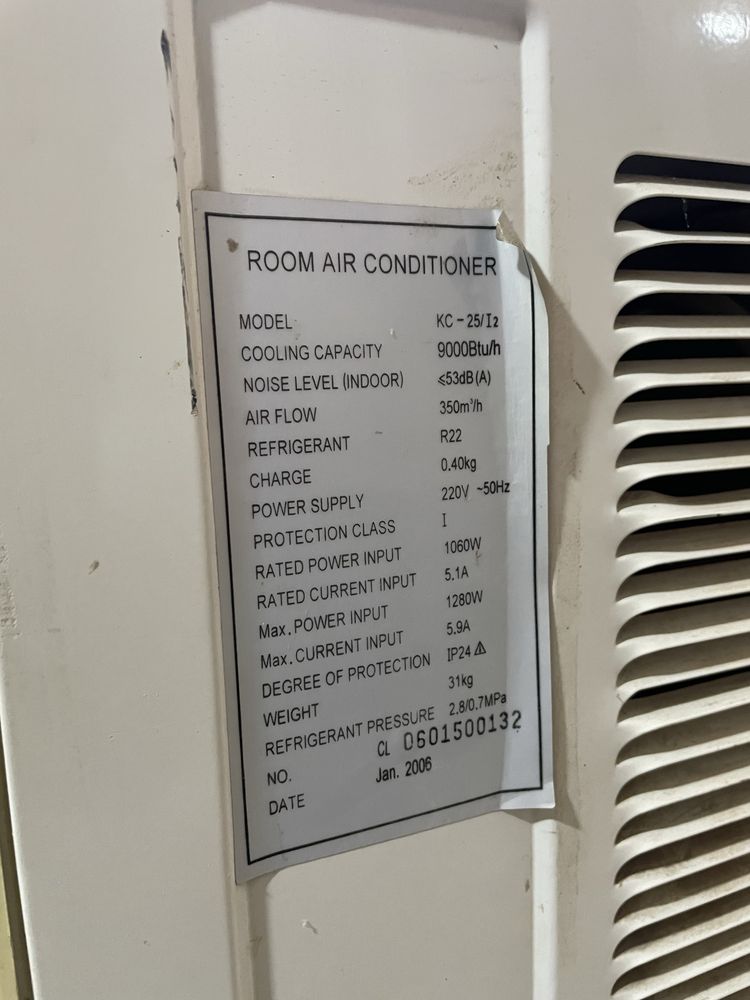 ROOM AIR CONDITIONER
MODEL KC-25/I2
COOLING CAPACITY 9000Btu/h
NOISE LEVEL (INDOOR) ≤53dB(A)
AIR FLOW 350m³/h
REFRIGERANT R22
CHARGE 0.40kg
POWER SUPPLY 220V ~50Hz
PROTECTION CLASS I
RATED POWER INPUT 1060W
RATED CURRENT INPUT 5.1A
Max. POWER INPUT 1280W
Max. CURRENT INPUT 5.9A
DEGREE OF PROTECTION IP24
WEIGHT 31kg
REFRIGERANT PRESSURE 2.8/0.7MPa
NO. CL 0601500132
DATE Jan. 2006